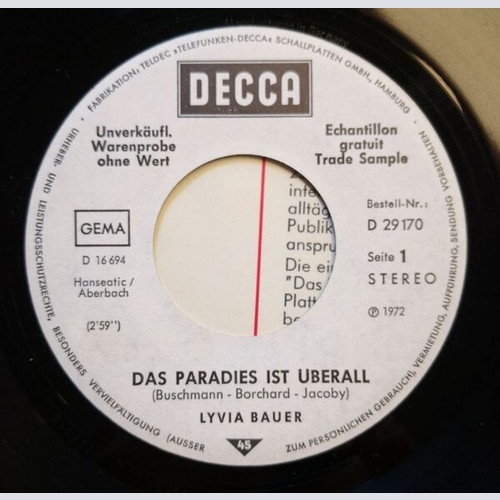 FABRIKATION: TELDEC »TELEFUNKEN-DECCA« SCHALLPLATTEN GMBH., HAMBURG
URHEBER- UND LEISTUNGSSCHUTZRECHTE, BESONDERS VERVIELFÄLTIGUNG (AUSSER
ZUM PERSÖNLICHEN GEBRAUCH), VERMIETUNG, AUFFÜHRUNG, SENDUNG VORBEHALTEN
DECCA
Unverkäufl.
Warenprobe
ohne Wert
Echantillon
gratuit
Trade Sample
GEMA
D 16 694
Hanseatic /
Aberbach
(2'59")
Bestell-Nr.:
D 29 170
Seite 1
STEREO
℗ 1972
alltäg
Publik
anspru
Die ei
"Das
Platt
DAS PARADIES IST ÜBERALL
(Buschmann - Borchard - Jacoby)
LYVIA BAUER
45